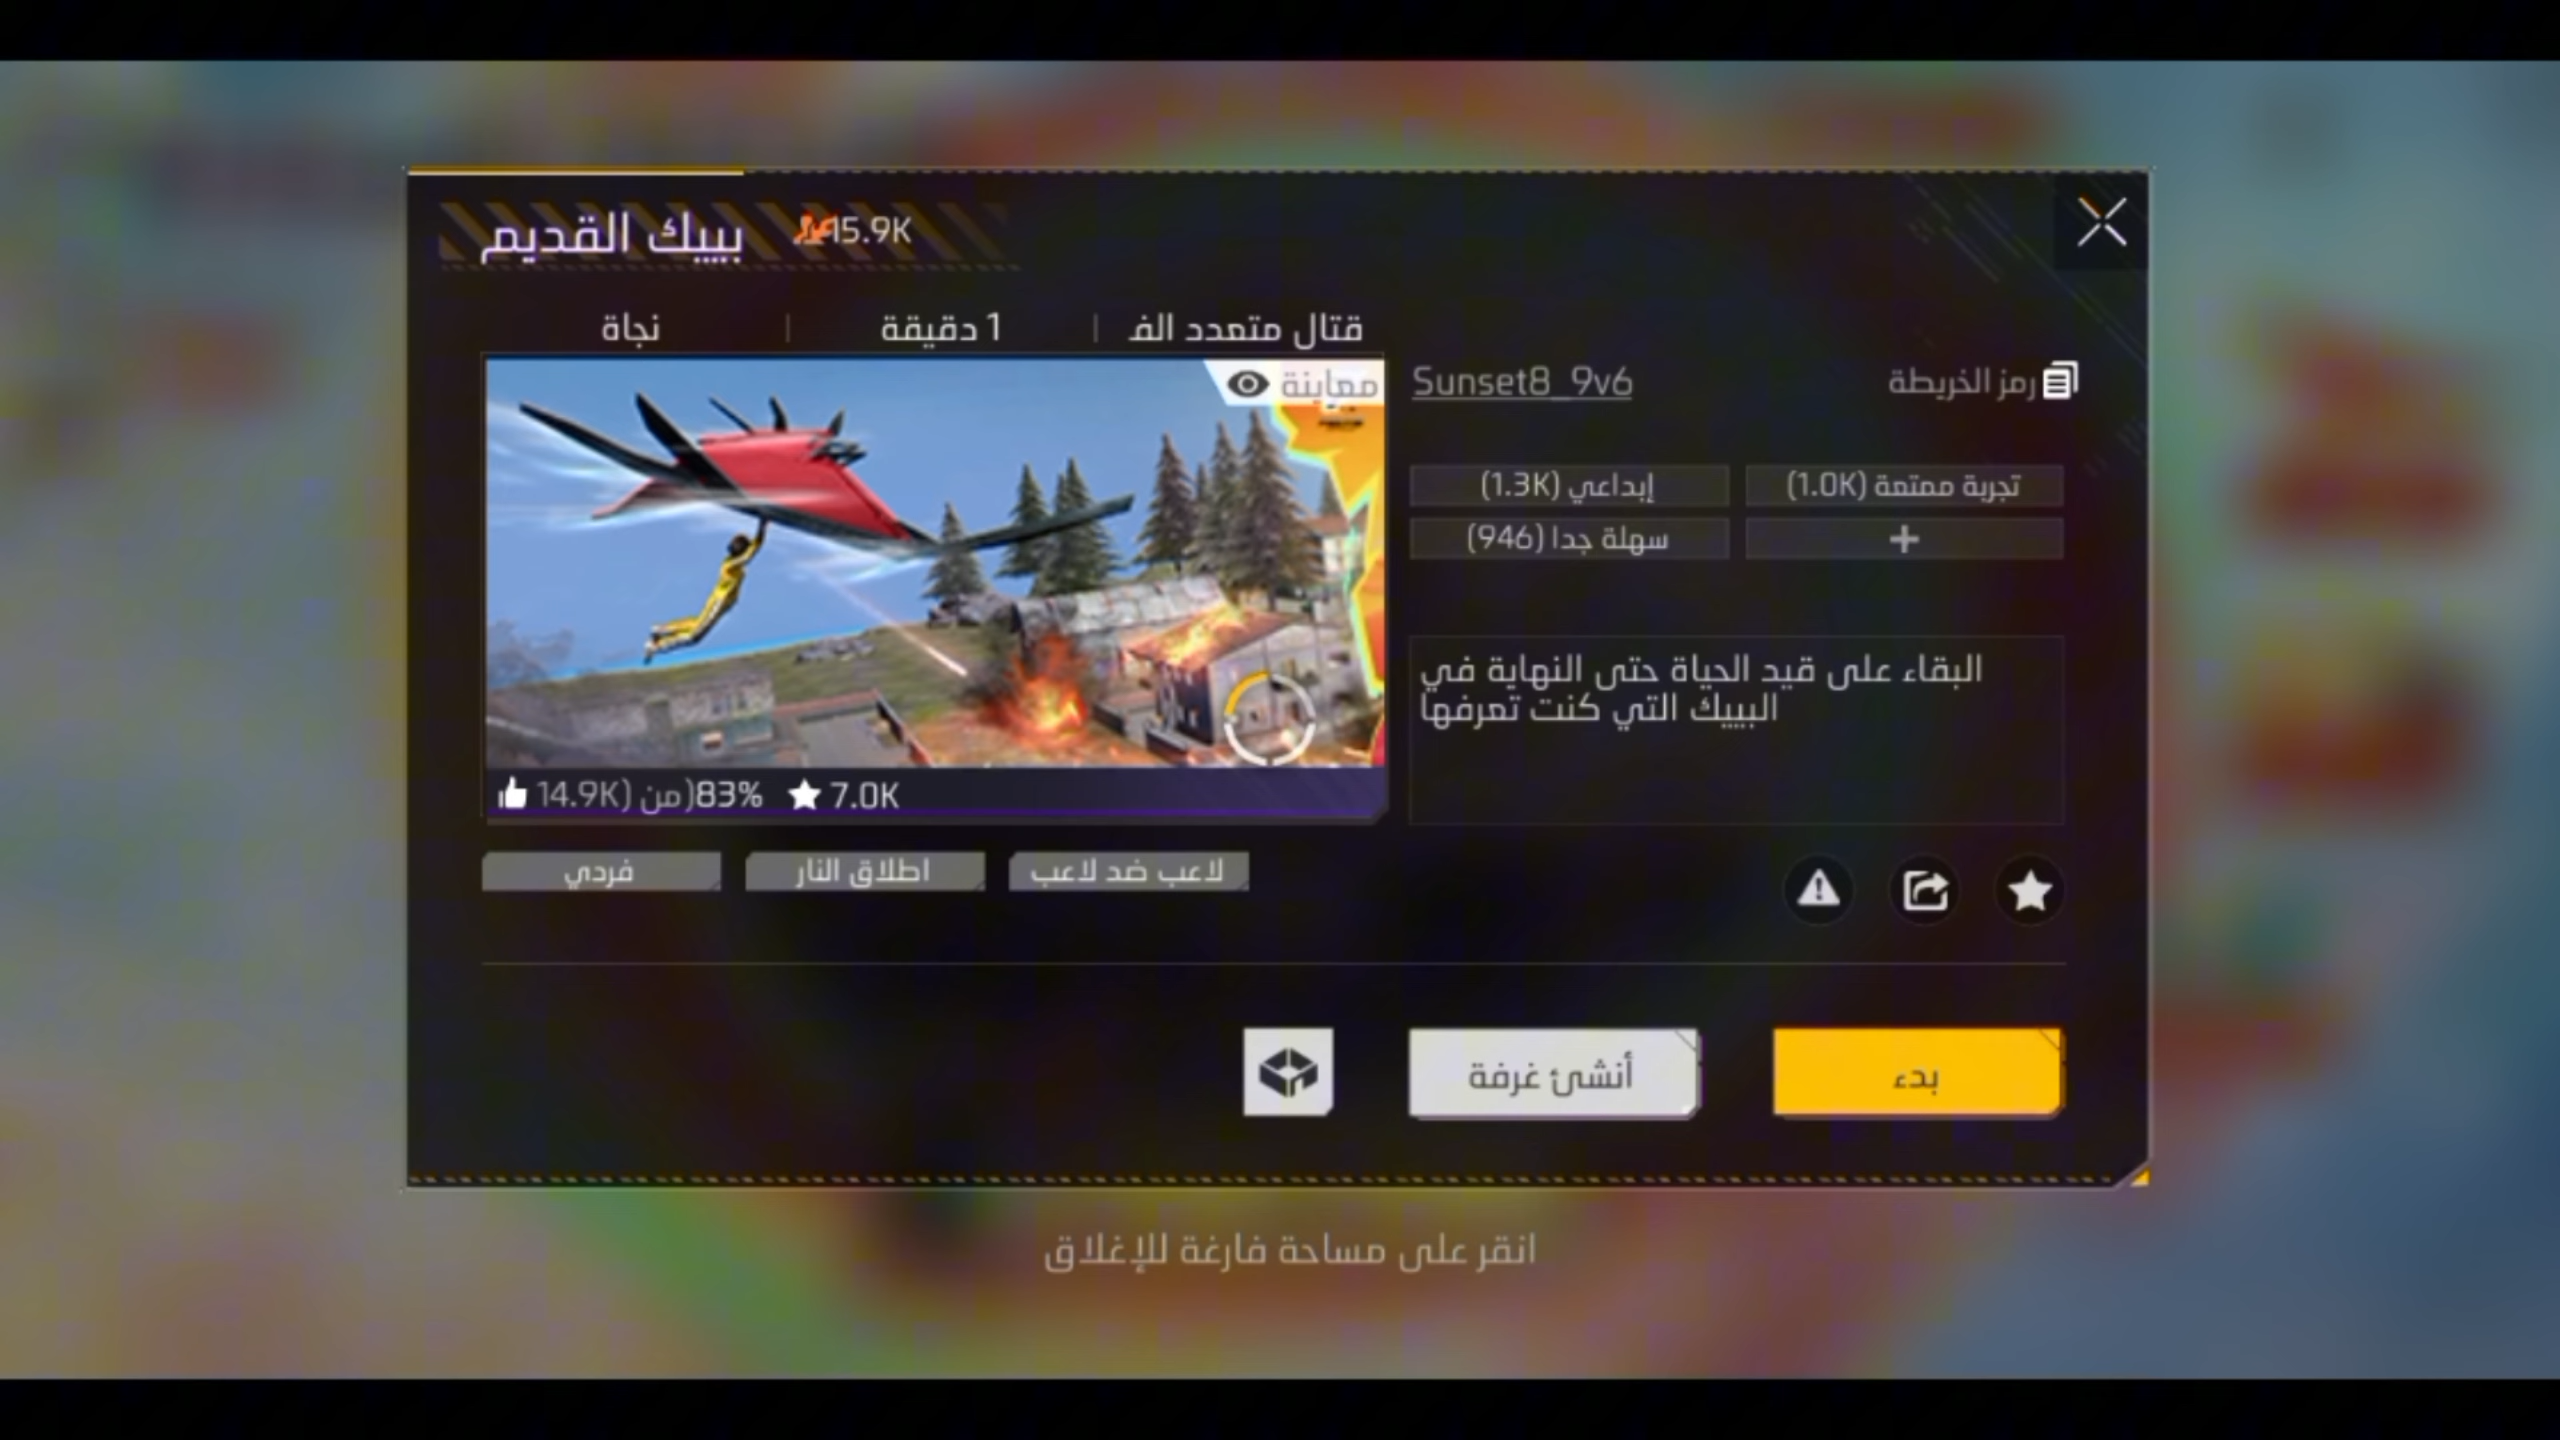 بييك القديم 15.9K
نجاة | 1 دقيقة | قتال متعدد الف
معاينة
Sunset8_9v6
رمز الخريطة
إبداعي (1.3K)
تجربة ممتعة (1.0K)
سهلة جدا (946)
+
البقاء على قيد الحياة حتى النهاية في
البييك التي كنت تعرفها
83%(من (14.9K 7.0K
فردي
اطلاق النار
لاعب ضد لاعب
أنشئ غرفة
بدء
انقر على مساحة فارغة للإغلاق